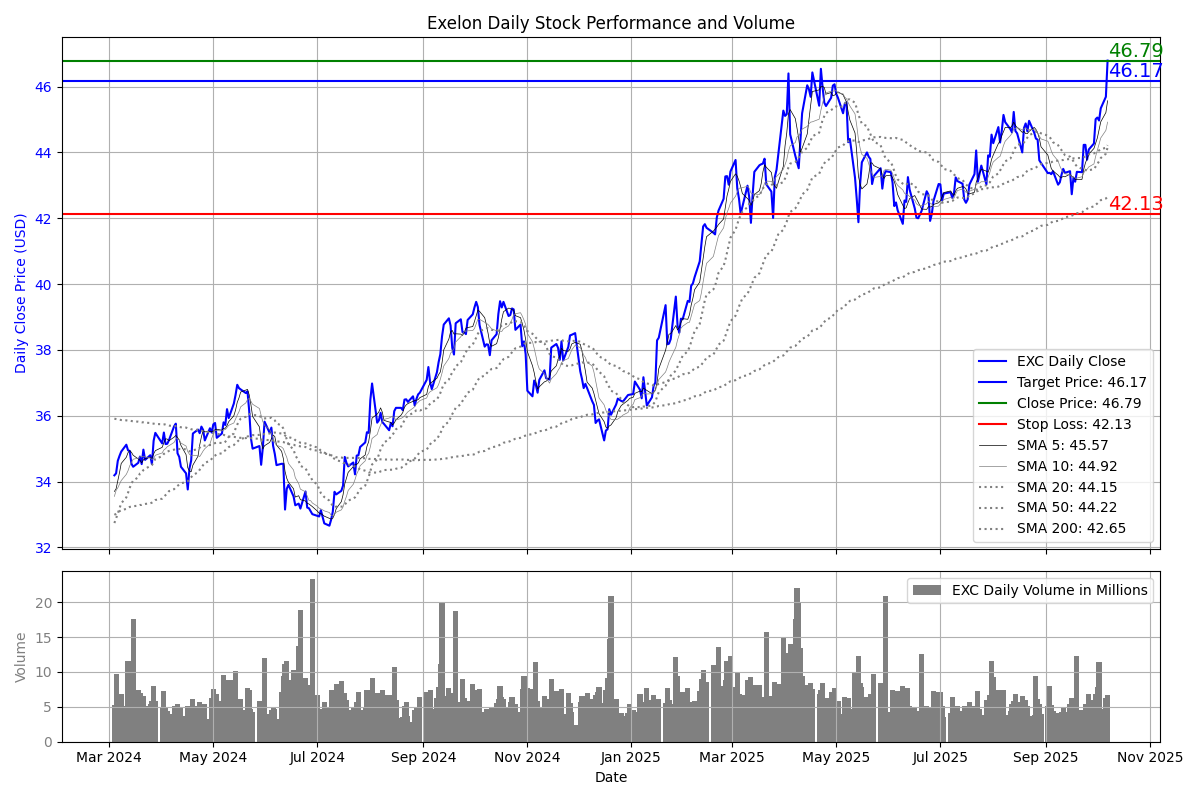 Exelon Daily Stock Performance and Volume
46.79
46.17
42.13
Daily Close Price (USD)
46
44
42
40
38
36
34
32
EXC Daily Close
Target Price: 46.17
Close Price: 46.79
Stop Loss: 42.13
SMA 5: 45.57
SMA 10: 44.92
SMA 20: 44.15
SMA 50: 44.22
SMA 200: 42.65
EXC Daily Volume in Millions
Volume
20
15
10
5
0
Mar 2024 May 2024 Jul 2024 Sep 2024 Nov 2024 Jan 2025 Mar 2025 May 2025 Jul 2025 Sep 2025 Nov 2025
Date